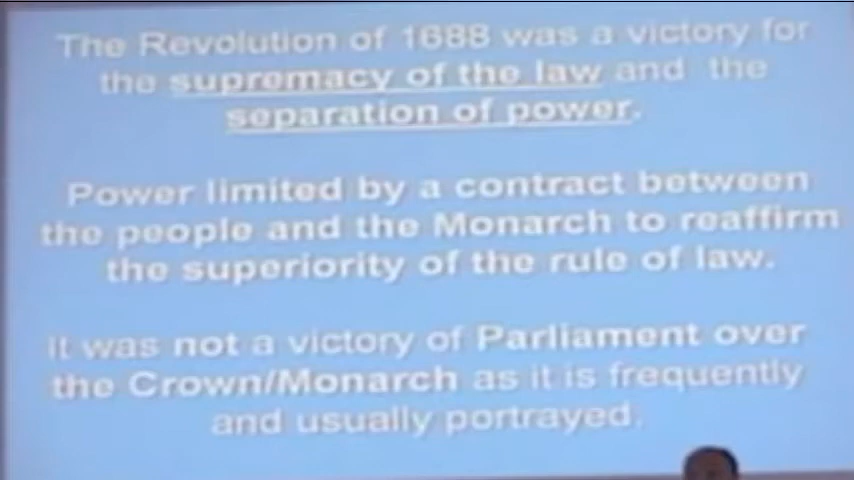 The Revolution of 1688 was a victory for
the supremacy of the law and the
separation of power.
Power limited by a contract between
the people and the Monarch to reaffirm
the superiority of the rule of law.
It was not a victory of Parliament over
the Crown/Monarch as it is frequently
and usually portrayed.